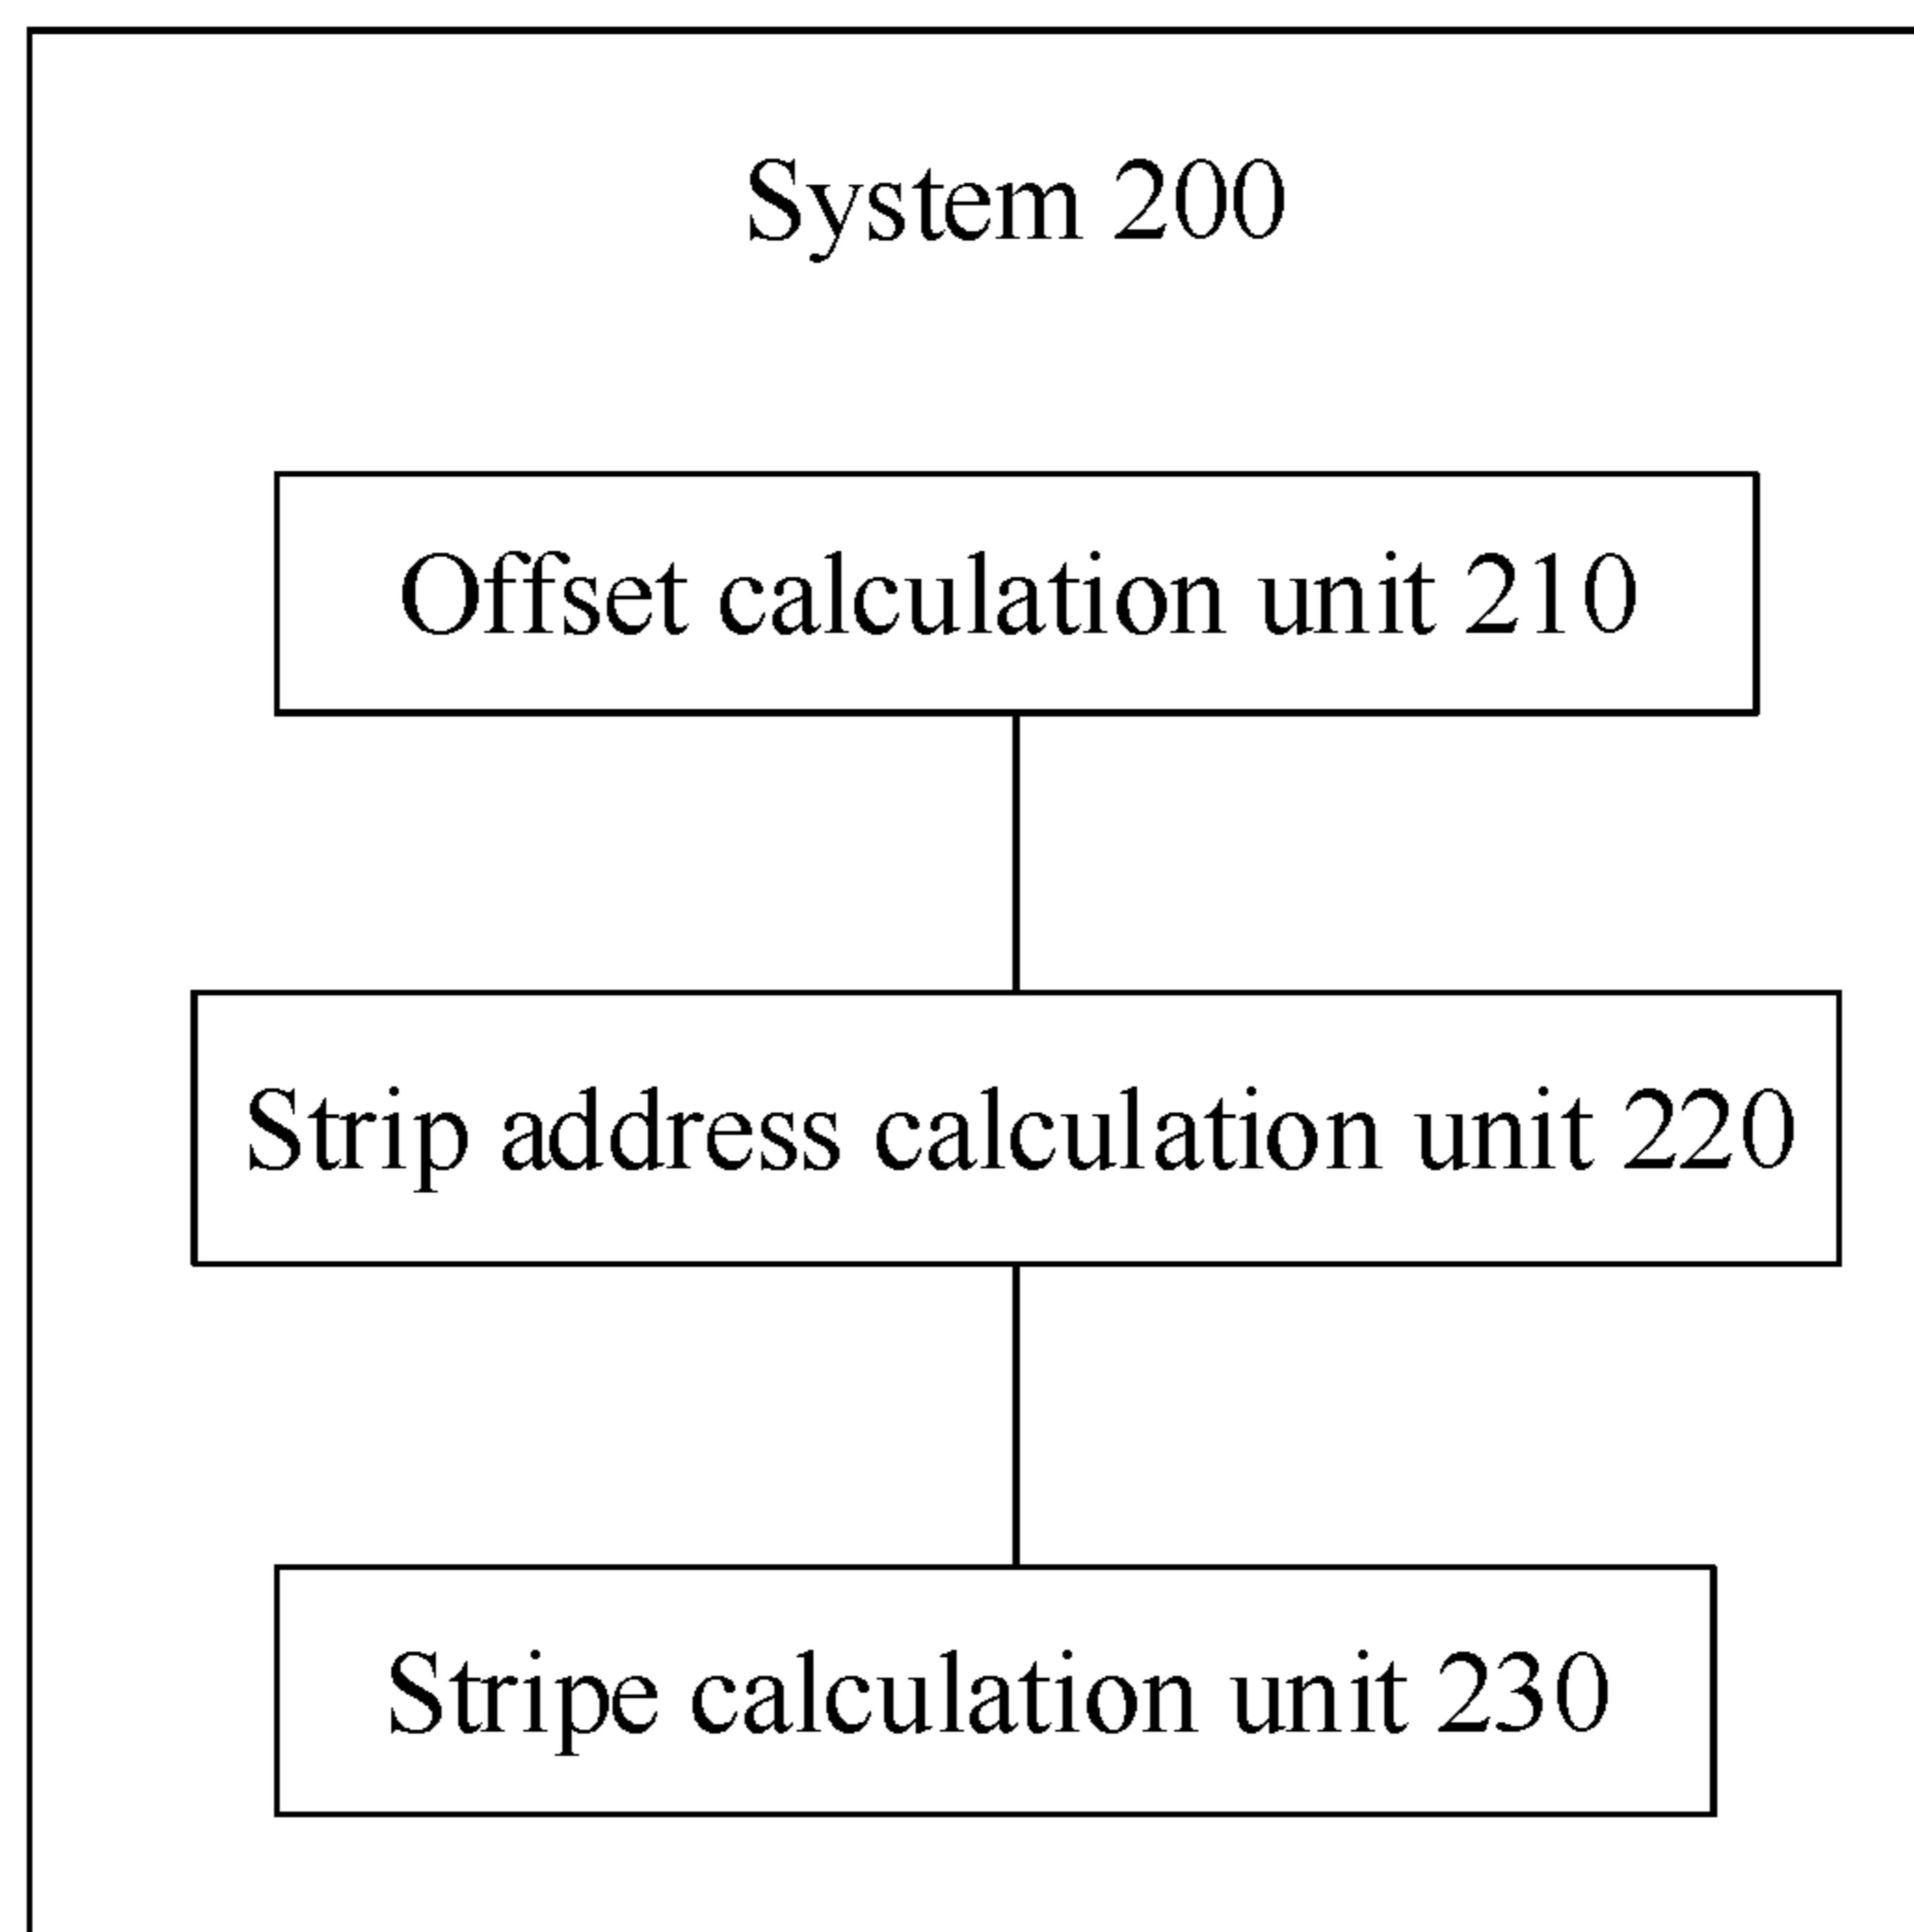 System 200
Offset calculation unit 210
Strip address calculation unit 220
Stripe calculation unit 230